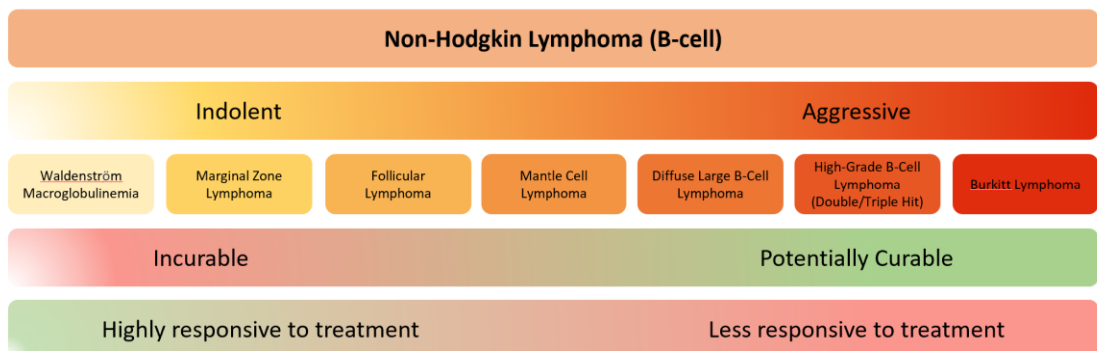 Non-Hodgkin Lymphoma (B-cell)
Indolent
Aggressive
Waldenström
Macroglobulinemia
Marginal Zone
Lymphoma
Follicular
Lymphoma
Mantle Cell
Lymphoma
Diffuse Large B-Cell
Lymphoma
High-Grade B-Cell
Lymphoma
(Double/Triple Hit)
Burkitt Lymphoma
Incurable
Potentially Curable
Highly responsive to treatment
Less responsive to treatment